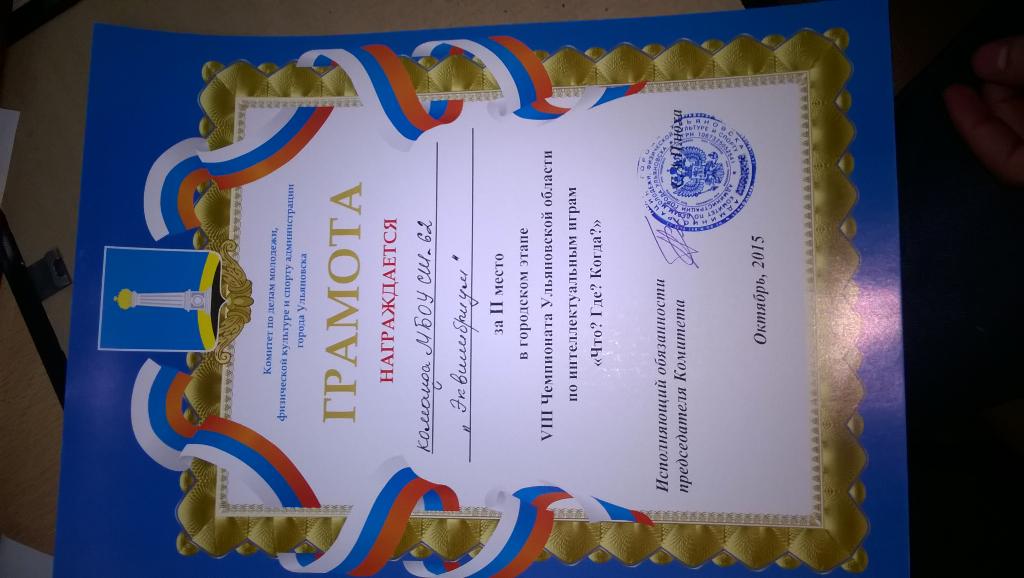 Комитет по делам молодежи,
физической культуре и спорту администрации
города Ульяновска
ГРАМОТА
НАГРАЖДАЕТСЯ
команда МБОУ СШ 62
„Эквилибриум"
за II место
в городском этапе
VIII Чемпионата Ульяновской области
по интеллектуальным играм
«Что? Где? Когда?»
Исполняющий обязанности
председателя Комитета
Октябрь, 2015